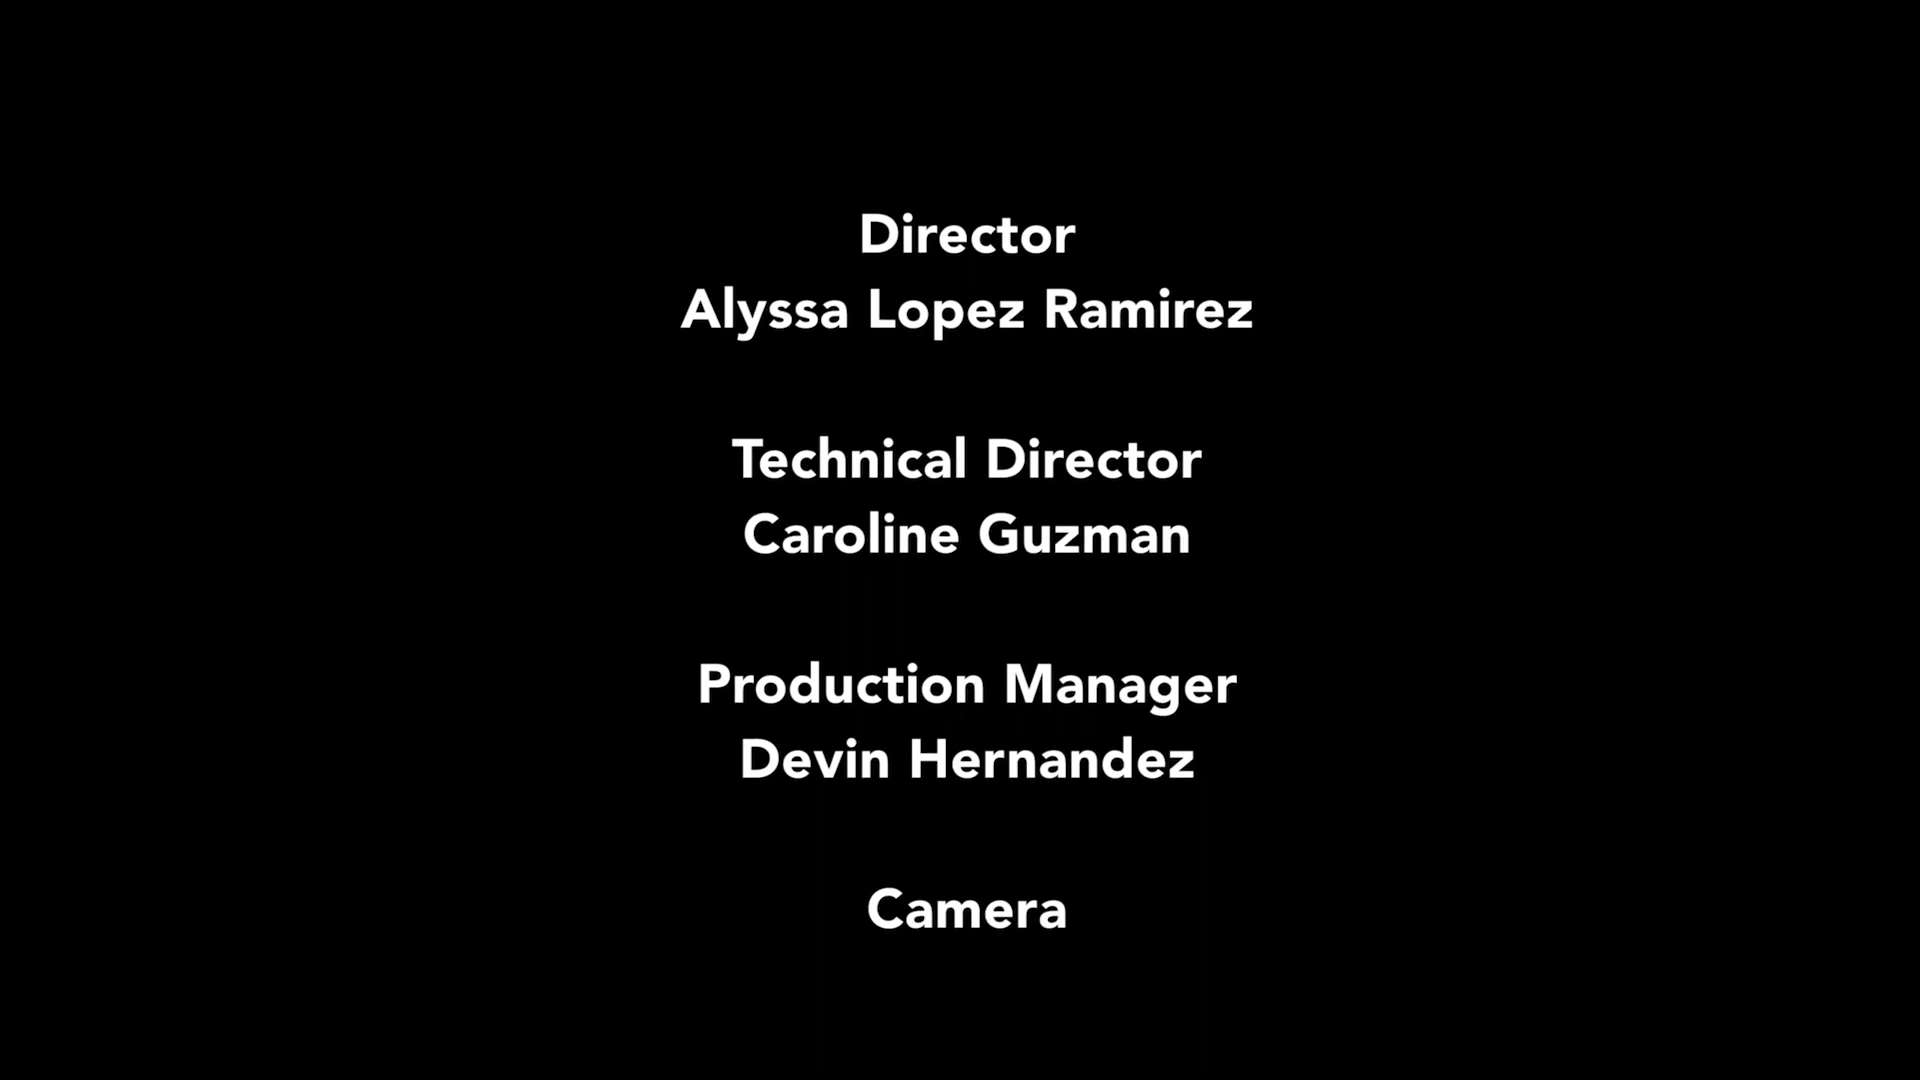 Director
Alyssa Lopez Ramirez
Technical Director
Caroline Guzman
Production Manager
Devin Hernandez
Camera